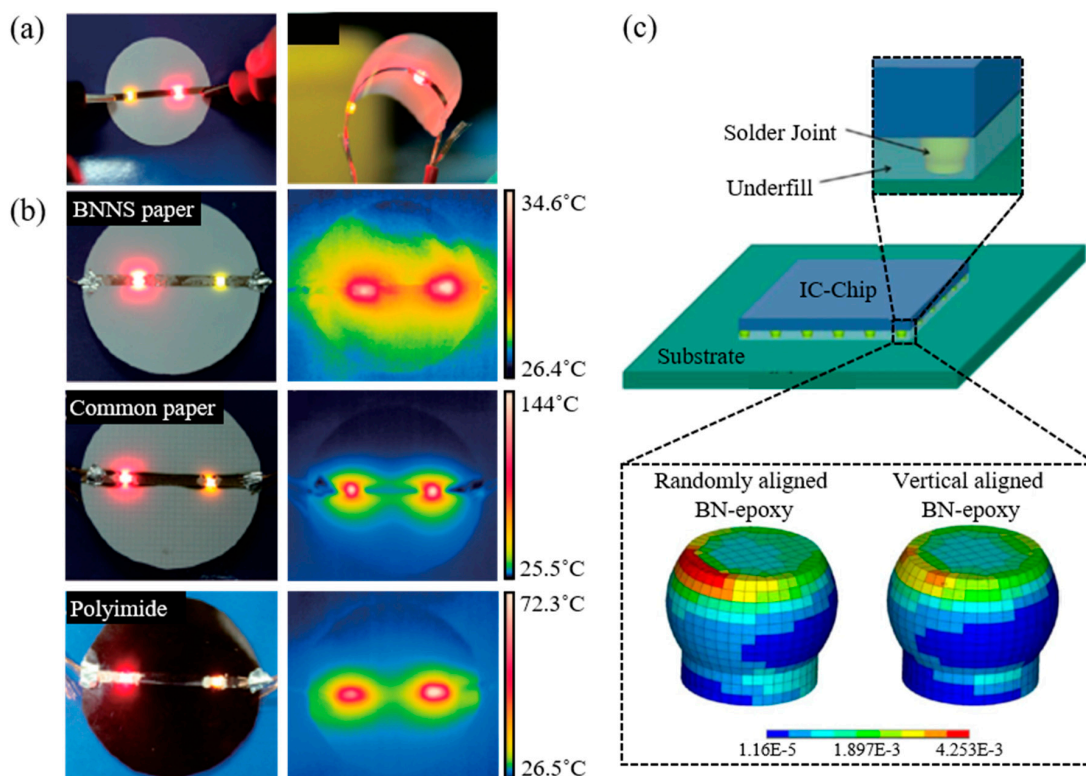 (a)
(b)
BNNS paper
34.6˚C
26.4˚C
Common paper
144˚C
25.5˚C
Polyimide
72.3˚C
26.5˚C
(c)
Solder Joint
Underfill
IC-Chip
Substrate
Randomly aligned
BN-epoxy
Vertical aligned
BN-epoxy
1.16E-5
1.897E-3
4.253E-3